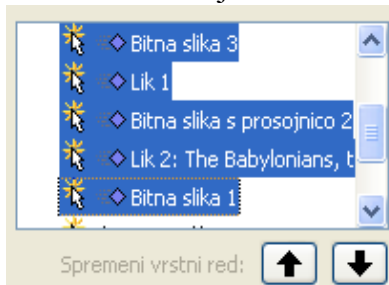 Bitna slika 3
Lik 1
Bitna slika s prosojnico 2
Lik 2: The Babylonians, t
Bitna slika 1
Spremeni vrstni red: